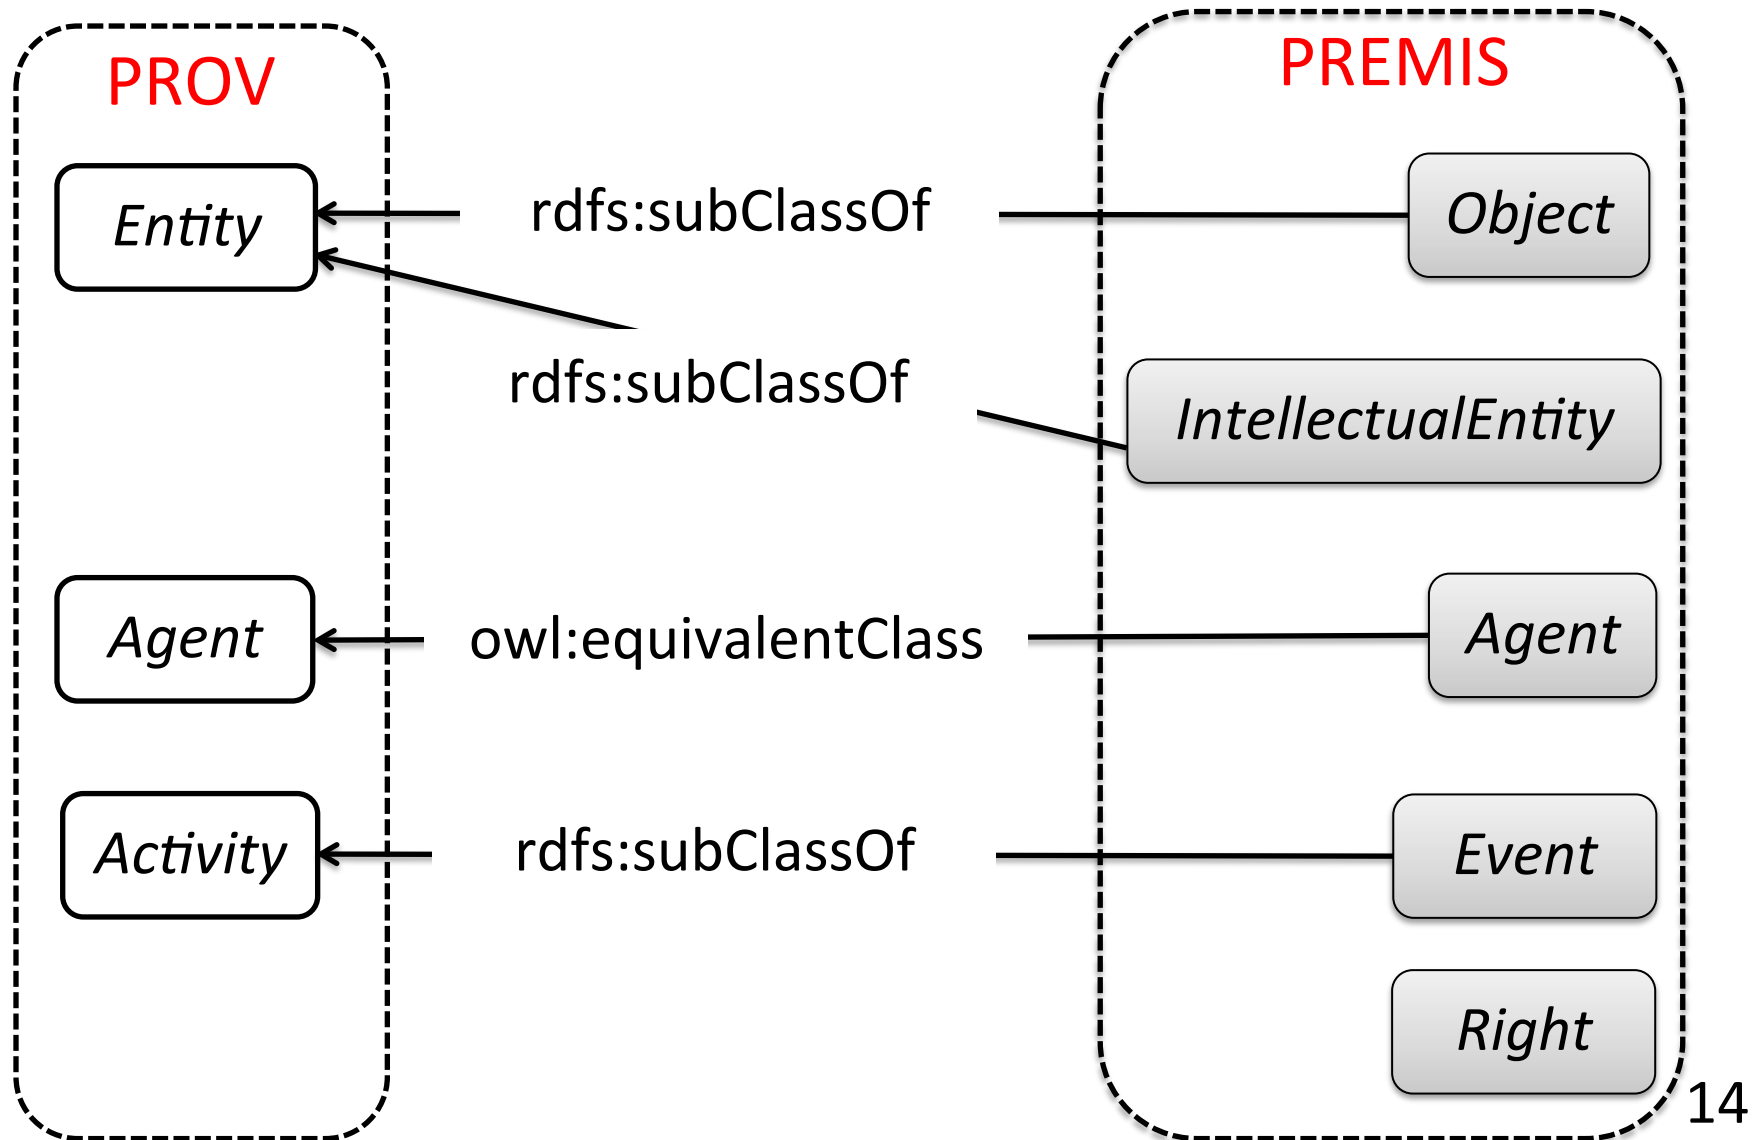 PROV
PREMIS
Entity
rdfs:subClassOf
Object
rdfs:subClassOf
IntellectualEntity
Agent
owl:equivalentClass
Agent
Activity
rdfs:subClassOf
Event
Right
14